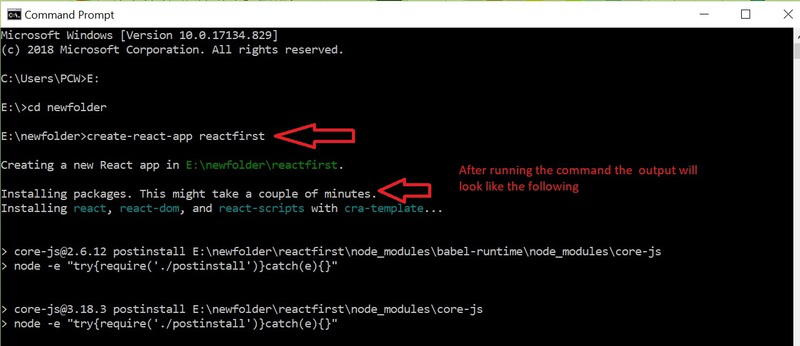 Command Prompt
Microsoft Windows [Version 10.0.17134.829]
(c) 2018 Microsoft Corporation. All rights reserved.
C:\Users\PCW>E:
E:\>cd newfolder
E:\newfolder>create-react-app reactfirst
Creating a new React app in E:\newfolder\reactfirst.
After running the command the output will
look like the following
Installing packages. This might take a couple of minutes.
Installing react, react-dom, and react-scripts with cra-template...
> core-js@2.6.12 postinstall E:\newfolder\reactfirst\node_modules\babel-runtime\node_modules\core-js
> node -e "try{require('./postinstall')}catch(e){}"
> core-js@3.18.3 postinstall E:\newfolder\reactfirst\node_modules\core-js
> node -e "try{require('./postinstall')}catch(e){}"